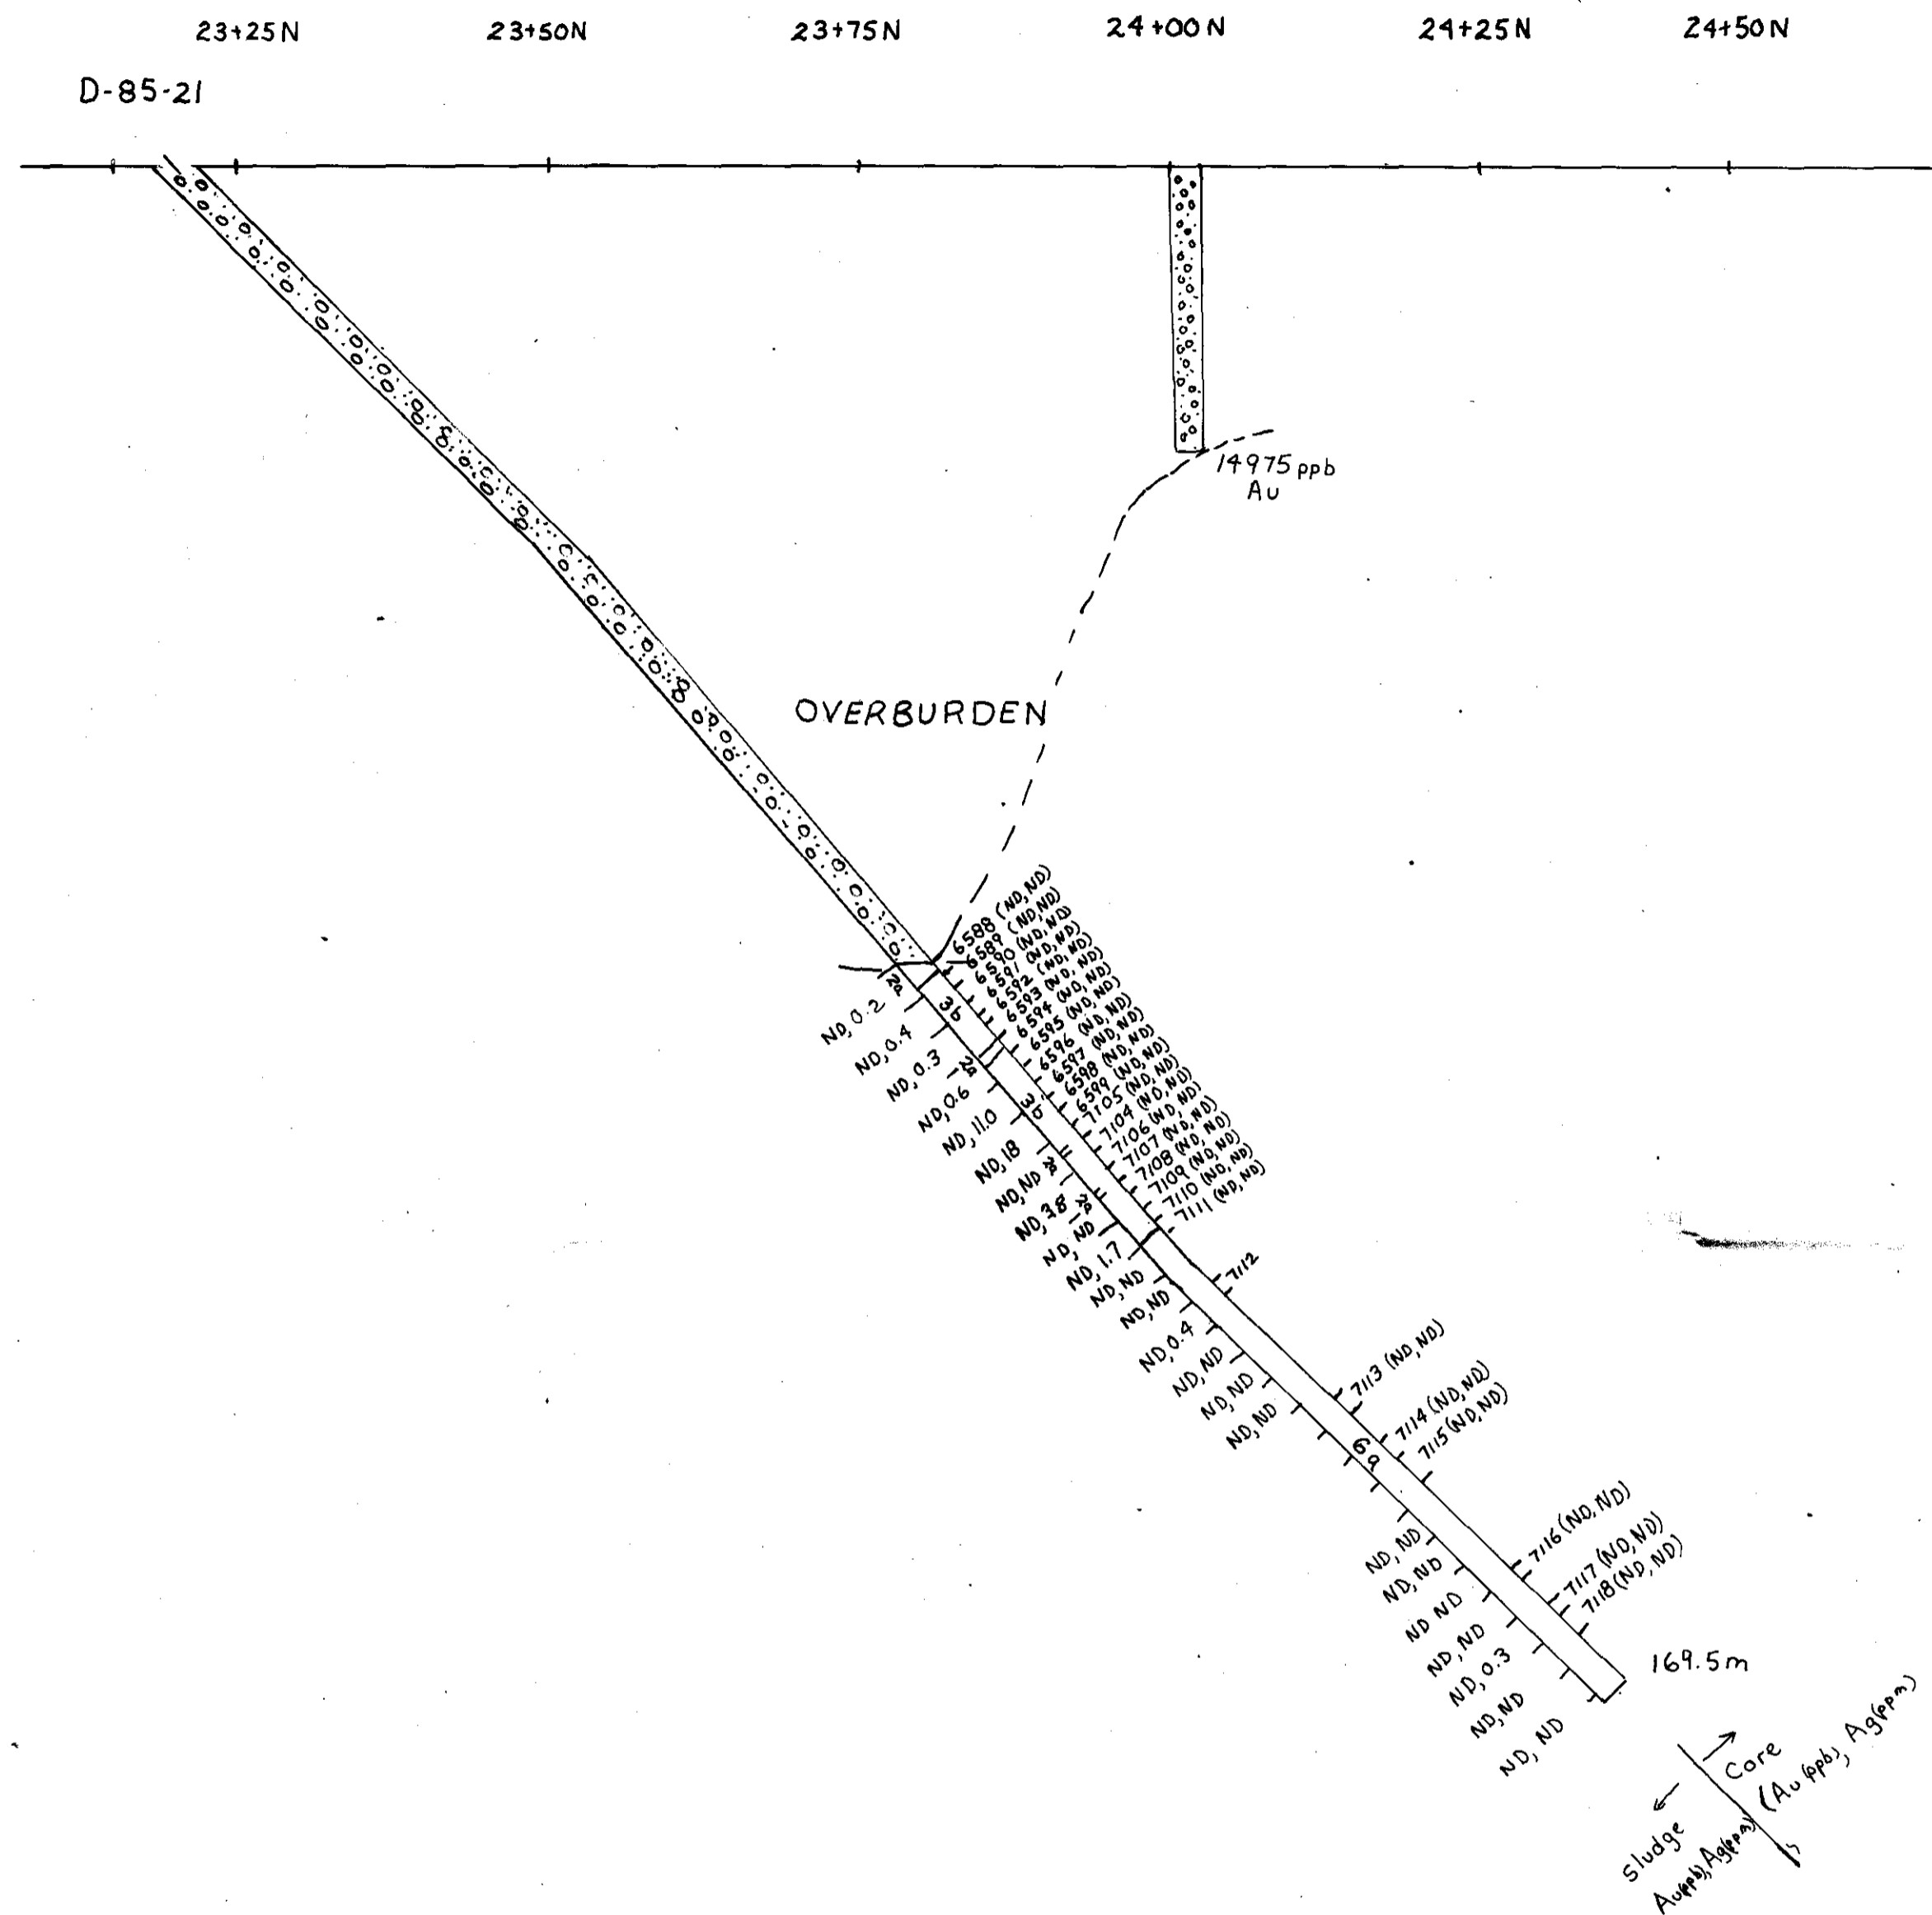 23+25N 23+50N 23+75N 24+00N 24+25N 24+50N
D-85-21
14975 ppb
Au
OVERBURDEN
6588 (ND, ND)
6589 (ND, ND)
6590 (ND, ND)
6591 (ND, ND)
6592 (ND, ND)
6593 (ND, ND)
6594 (ND, ND)
6595 (ND, ND)
6596 (ND, ND)
6597 (ND, ND)
6598 (ND, ND)
6599 (ND, ND)
7105 (ND, ND)
7104 (ND, ND)
7106 (ND, ND)
7107 (ND, ND)
7108 (ND, ND)
7109 (ND, ND)
7110 (ND, ND)
7111 (ND, ND)
7112
7113 (ND, ND)
7114 (ND, ND)
7115 (ND, ND)
7116 (ND, ND)
7117 (ND, ND)
7118 (ND, ND)
2a
3b
2a
3b
2a
2a
6a
ND, 0.2
ND, 0.4
ND, 0.3
ND, 0.6
ND, 11.0
ND, 18
ND, ND
ND, 38
ND, ND
ND, 1.7
ND, ND
ND, ND
ND, 0.4
ND, ND
ND, ND
ND, ND
ND, ND
ND, ND
ND ND
ND, ND
ND, 0.3
ND, ND
ND, ND
169.5m
Core
(Au (ppb), Ag (ppm)
Sludge
Au(ppb), Ag(ppm)